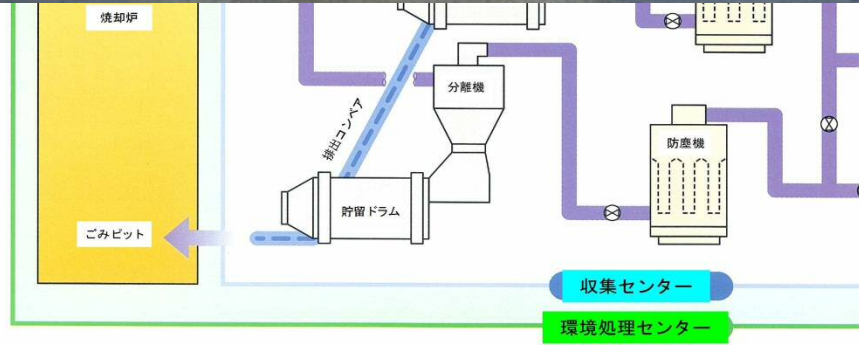 焼却炉
分離機
排出コンベア
防塵機
貯留ドラム
ごみピット
収集センター
環境処理センター